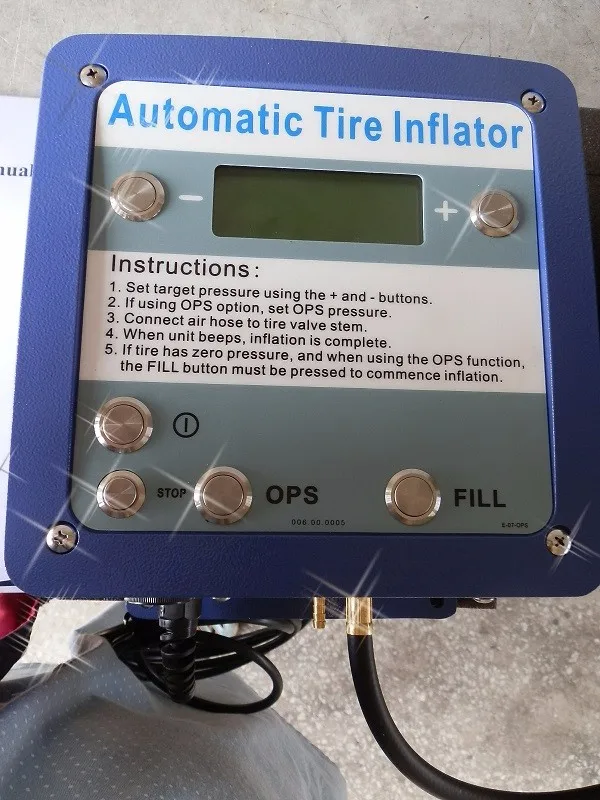 Automatic Tire Inflator
nual
− +
Instructions:
1. Set target pressure using the + and - buttons.
2. If using OPS option, set OPS pressure.
3. Connect air hose to tire valve stem.
4. When unit beeps, inflation is complete.
5. If tire has zero pressure, and when using the OPS function,
the FILL button must be pressed to commence inflation.
STOP OPS FILL
006.00.0005